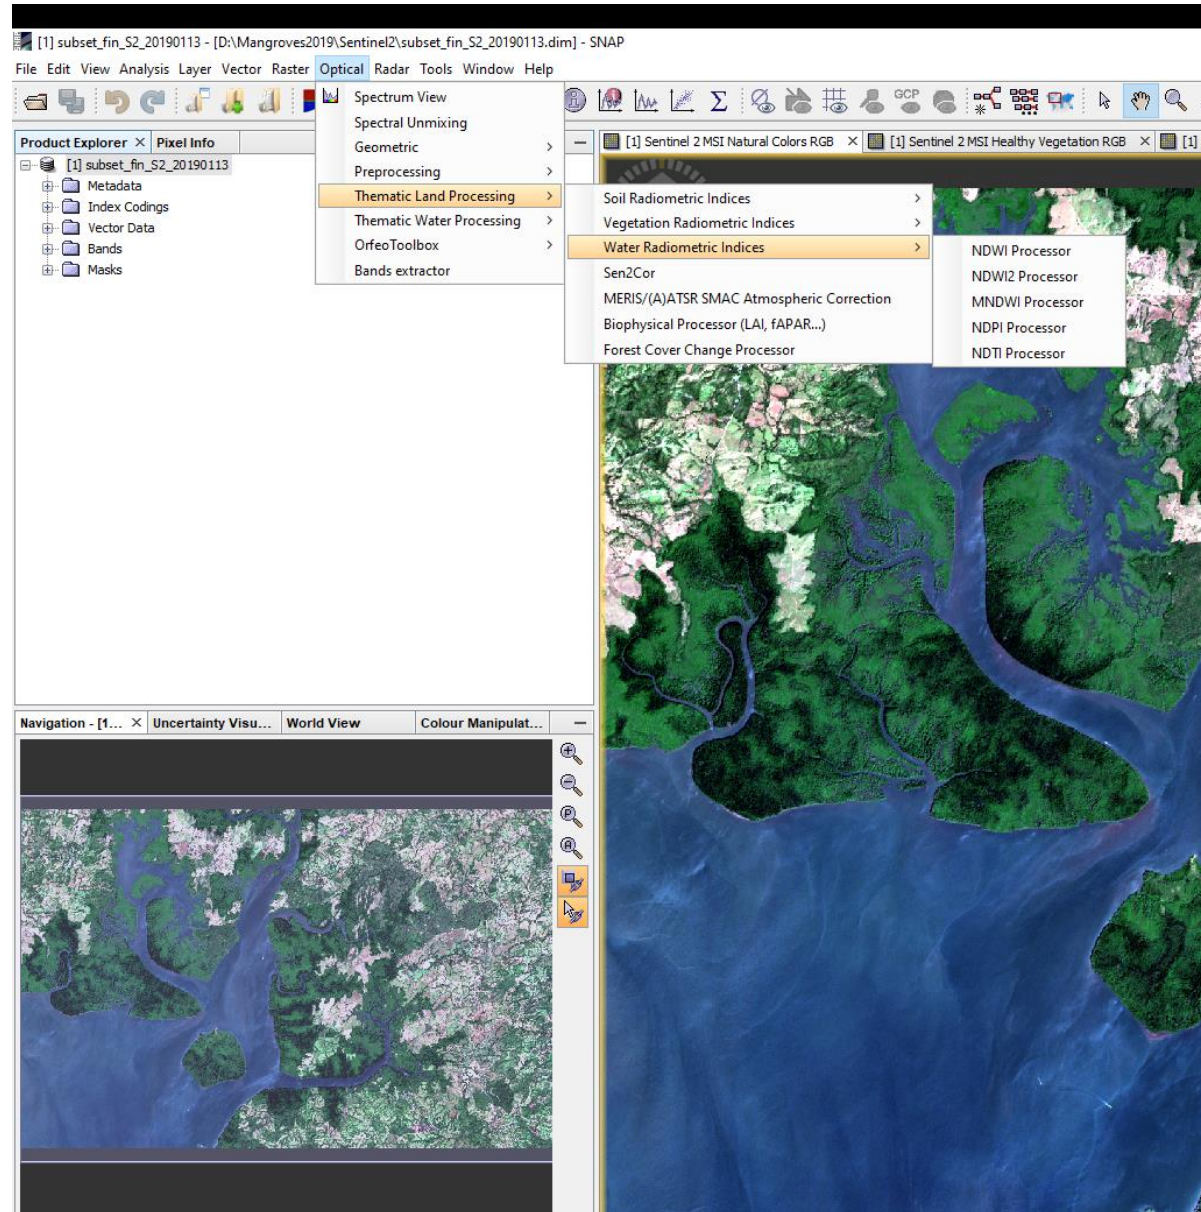 [1] subset_fin_S2_20190113 - [D:\Mangroves2019\Sentinel2\subset_fin_S2_20190113.dim] - SNAP
File Edit View Analysis Layer Vector Raster Optical Radar Tools Window Help
GCP
Spectrum View
Spectral Unmixing
Geometric
Preprocessing
Thematic Land Processing
Thematic Water Processing
OrfeoToolbox
Bands extractor
Soil Radiometric Indices
Vegetation Radiometric Indices
Water Radiometric Indices
Sen2Cor
MERIS/(A)ATSR SMAC Atmospheric Correction
Biophysical Processor (LAI, fAPAR...)
Forest Cover Change Processor
NDWI Processor
NDWI2 Processor
MNDWI Processor
NDPI Processor
NDTI Processor
Product Explorer Pixel Info
[1] subset_fin_S2_20190113
Metadata
Index Codings
Vector Data
Bands
Masks
[1] Sentinel 2 MSI Natural Colors RGB [1] Sentinel 2 MSI Healthy Vegetation RGB [1]
Navigation - [1... Uncertainty Visu... World View Colour Manipulat...